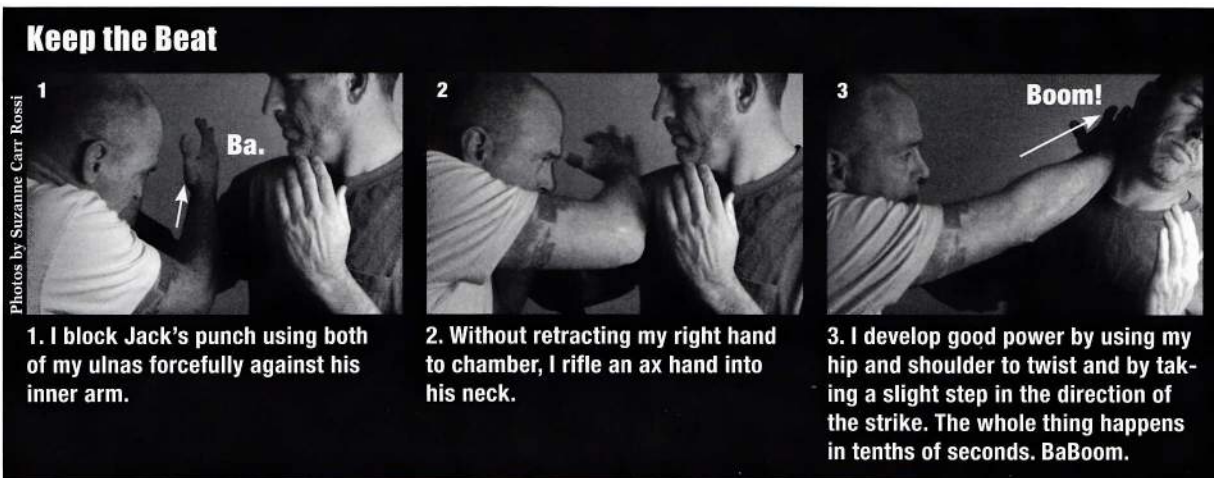 Keep the Beat
Photos by Suzanne Carr Rossi
1
Ba.
2
3
Boom!
1. I block Jack's punch using both
of my ulnas forcefully against his
inner arm.
2. Without retracting my right hand
to chamber, I rifle an ax hand into
his neck.
3. I develop good power by using my
hip and shoulder to twist and by tak-
ing a slight step in the direction of
the strike. The whole thing happens
in tenths of seconds. BaBoom.